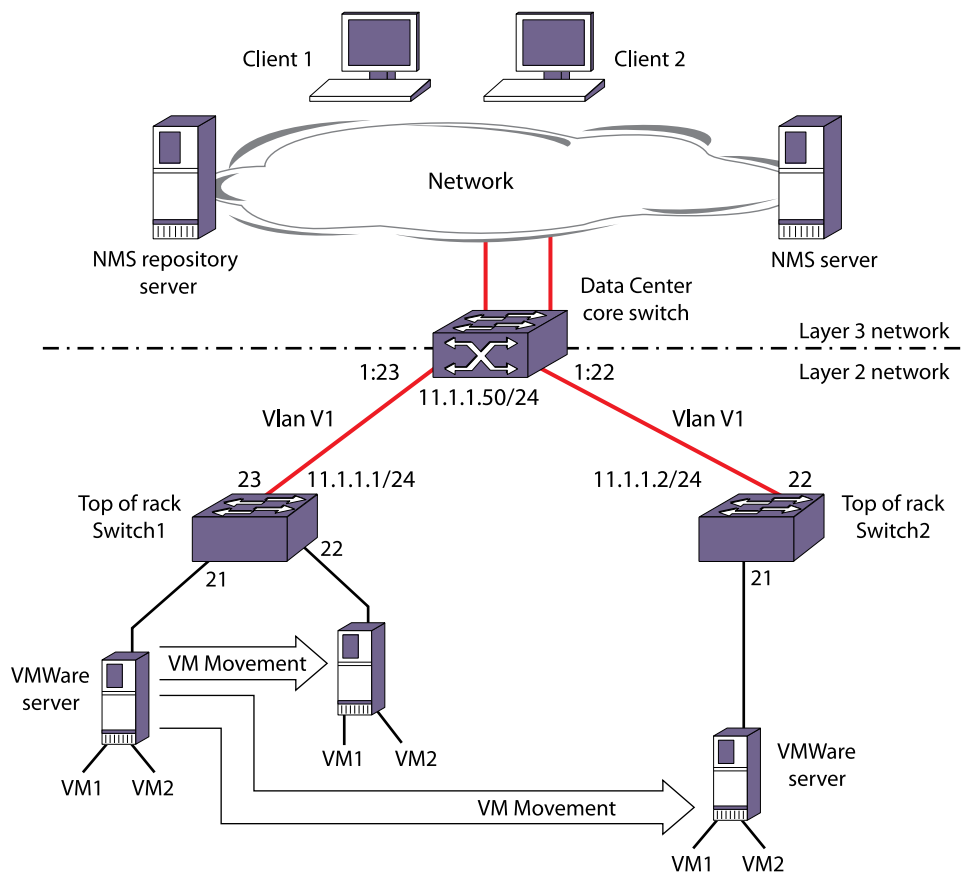 Client 1
Client 2
Network
NMS repository
server
NMS server
Data Center
core switch
Layer 3 network
Layer 2 network
1:23
1:22
11.1.1.50/24
Vlan V1
Vlan V1
23
11.1.1.1/24
11.1.1.2/24
22
Top of rack
Switch1
Top of rack
Switch2
22
21
21
VM Movement
VMWare
server
VM1
VM2
VM1
VM2
VMWare
server
VM Movement
VM1
VM2